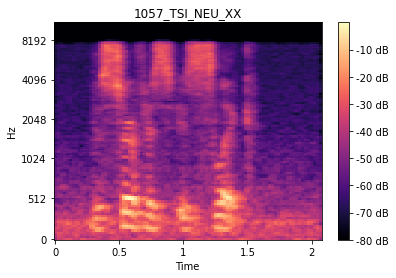 1057_TSI_NEU_XX
Hz
8192
4096
2048
1024
512
0
0
0.5
1
1.5
2
Time
-10 dB
-20 dB
-30 dB
-40 dB
-50 dB
-60 dB
-70 dB
-80 dB